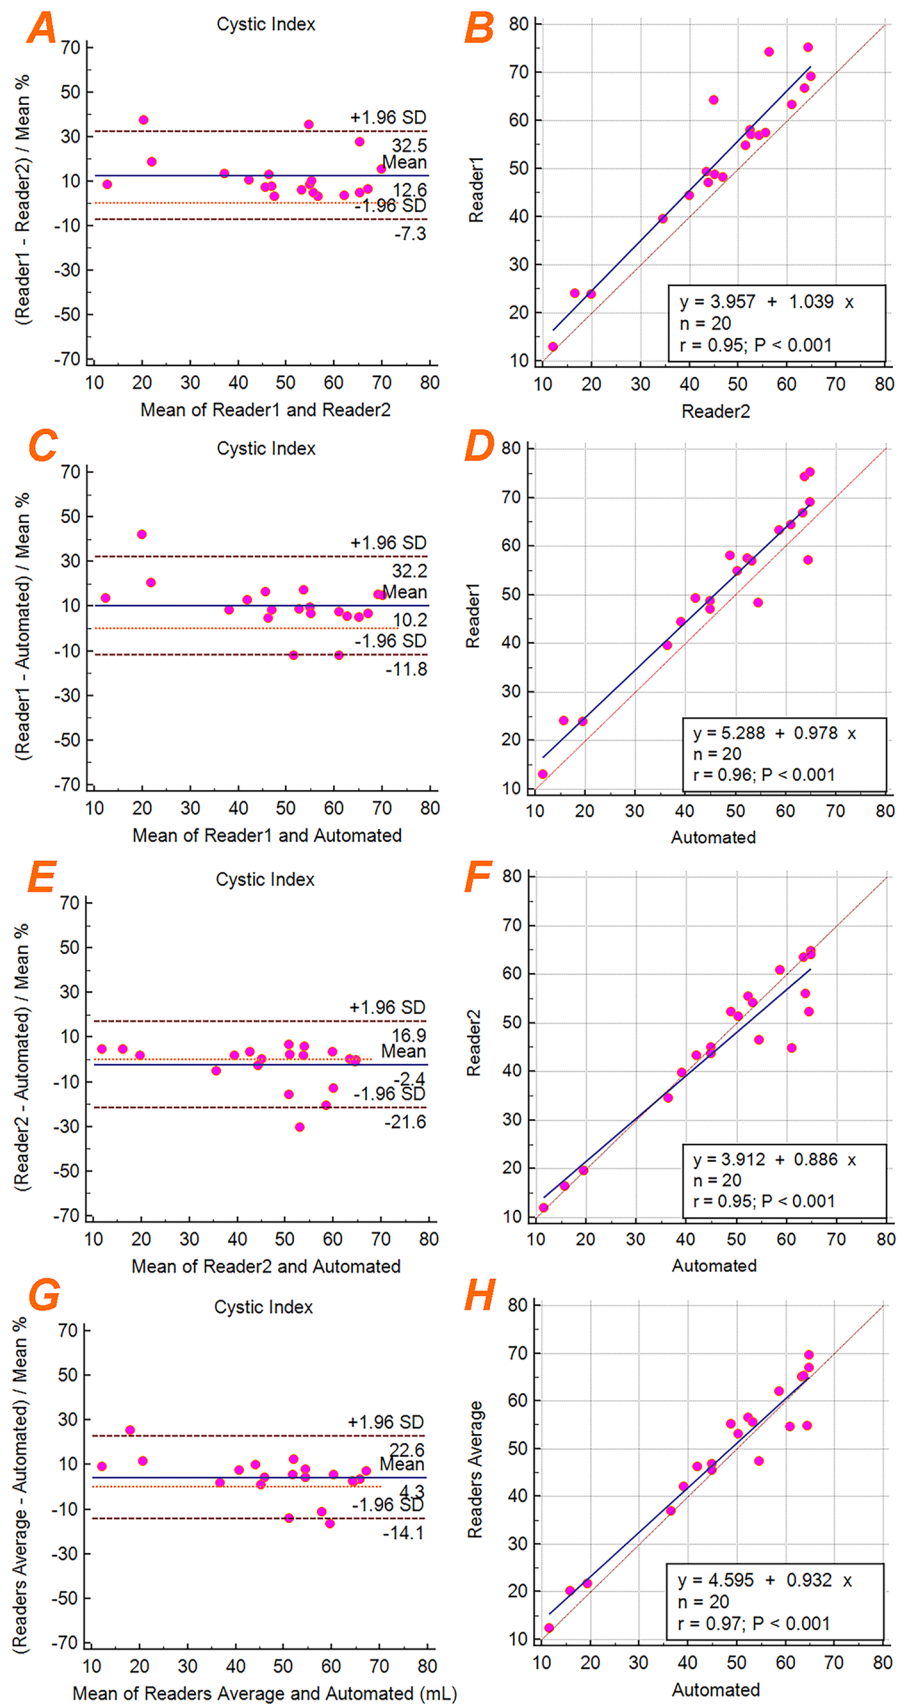 A
Cystic Index
(Reader1 - Reader2) / Mean %
70
50
30
10
-10
-30
-50
-70
+1.96 SD
32.5
Mean
12.6
-1.96 SD
-7.3
10 20 30 40 50 60 70 80
Mean of Reader1 and Reader2
B
Reader1
80
70
60
50
40
30
20
10
y = 3.957 + 1.039 x
n = 20
r = 0.95; P < 0.001
10 20 30 40 50 60 70 80
Reader2
C
Cystic Index
(Reader1 - Automated) / Mean %
70
50
30
10
-10
-30
-50
-70
+1.96 SD
32.2
Mean
10.2
-1.96 SD
-11.8
10 20 30 40 50 60 70 80
Mean of Reader1 and Automated
D
Reader1
80
70
60
50
40
30
20
10
y = 5.288 + 0.978 x
n = 20
r = 0.96; P < 0.001
10 20 30 40 50 60 70 80
Automated
E
Cystic Index
(Reader2 - Automated) / Mean %
70
50
30
10
-10
-30
-50
-70
+1.96 SD
16.9
Mean
-2.4
-1.96 SD
-21.6
10 20 30 40 50 60 70 80
Mean of Reader2 and Automated
F
Reader2
80
70
60
50
40
30
20
10
y = 3.912 + 0.886 x
n = 20
r = 0.95; P < 0.001
10 20 30 40 50 60 70 80
Automated
G
Cystic Index
((Readers Average - Automated) / Mean %
70
50
30
10
-10
-30
-50
-70
+1.96 SD
22.6
Mean
4.3
-1.96 SD
-14.1
10 20 30 40 50 60 70 80
Mean of Readers Average and Automated (mL)
H
Readers Average
80
70
60
50
40
30
20
10
y = 4.595 + 0.932 x
n = 20
r = 0.97; P < 0.001
10 20 30 40 50 60 70 80
Automated